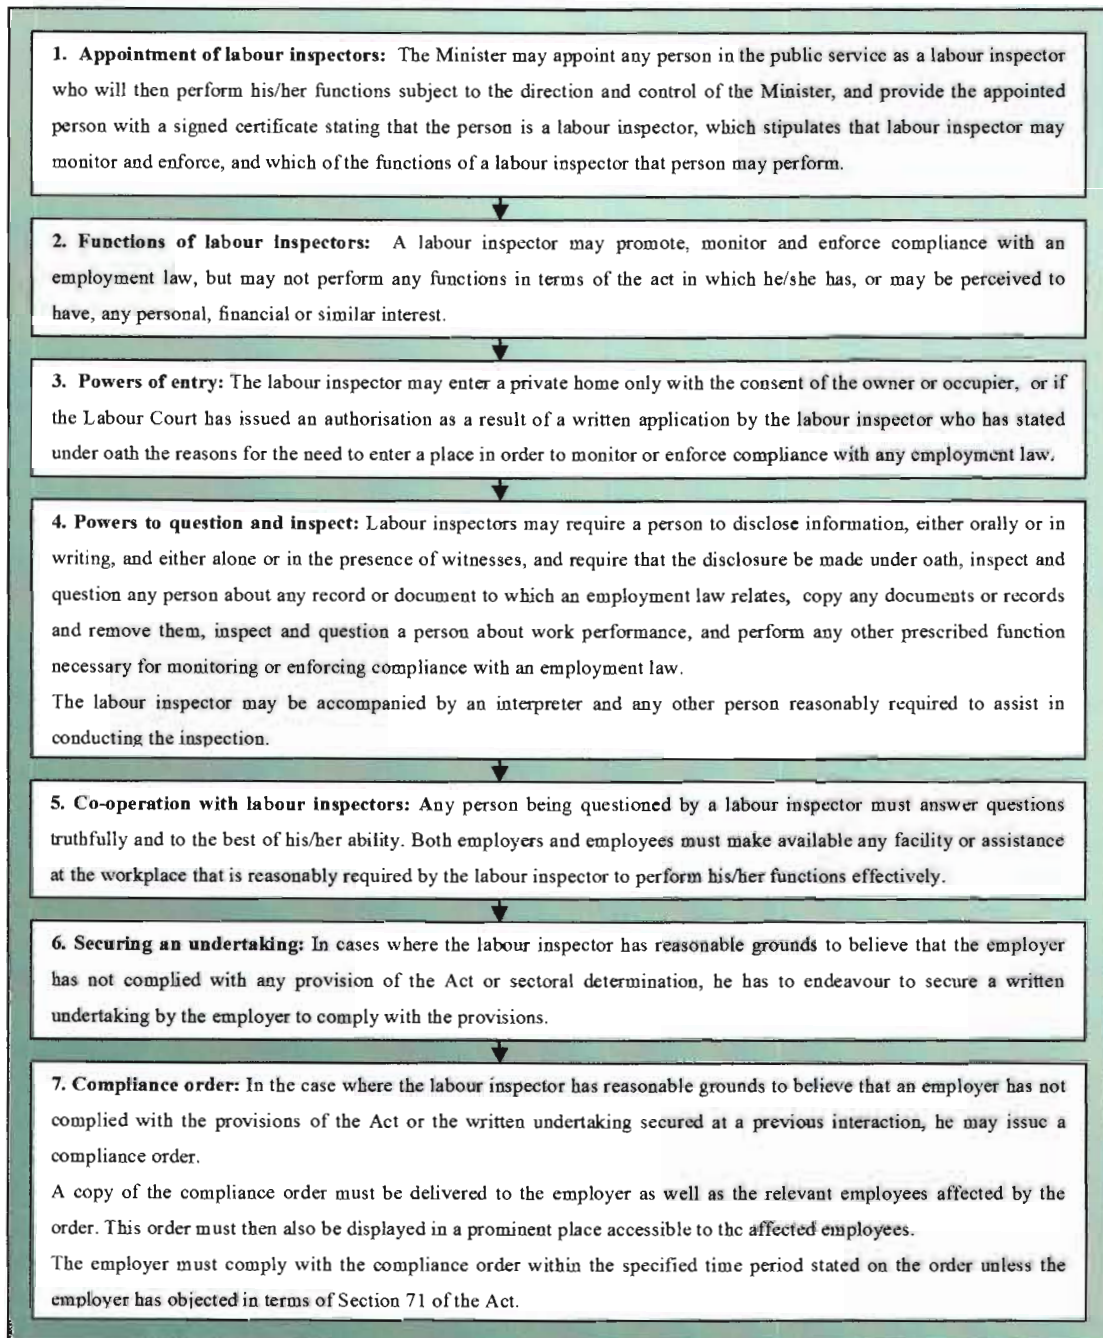 1. Appointment of labour inspectors: The Minister may appoint any person in the public service as a labour inspector
who will then perform his/her functions subject to the direction and control of the Minister, and provide the appointed
person with a signed certificate stating that the person is a labour inspector, which stipulates that labour inspector may
monitor and enforce, and which of the functions of a labour inspector that person may perform.
2. Functions of labour inspectors: A labour inspector may promote, monitor and enforce compliance with an
employment law, but may not perform any functions in terms of the act in which he/she has, or may be perceived to
have, any personal, financial or similar interest.
3. Powers of entry: The labour inspector may enter a private home only with the consent of the owner or occupier, or if
the Labour Court has issued an authorisation as a result of a written application by the labour inspector who has stated
under oath the reasons for the need to enter a place in order to monitor or enforce compliance with any employment law.
4. Powers to question and inspect: Labour inspectors may require a person to disclose information, either orally or in
writing, and either alone or in the presence of witnesses, and require that the disclosure be made under oath, inspect and
question any person about any record or document to which an employment law relates, copy any documents or records
and remove them, inspect and question a person about work performance, and perform any other prescribed function
necessary for monitoring or enforcing compliance with an employment law.
The labour inspector may be accompanied by an interpreter and any other person reasonably required to assist in
conducting the inspection.
5. Co-operation with labour inspectors: Any person being questioned by a labour inspector must answer questions
truthfully and to the best of his/her ability. Both employers and employees must make available any facility or assistance
at the workplace that is reasonably required by the labour inspector to perform his/her functions effectively.
6. Securing an undertaking: In cases where the labour inspector has reasonable grounds to believe that the employer
has not complied with any provision of the Act or sectoral determination, he has to endeavour to secure a written
undertaking by the employer to comply with the provisions.
7. Compliance order: In the case where the labour inspector has reasonable grounds to believe that an employer has not
complied with the provisions of the Act or the written undertaking secured at a previous interaction, he may issue a
compliance order.
A copy of the compliance order must be delivered to the employer as well as the relevant employees affected by the
order. This order must then also be displayed in a prominent place accessible to the affected employees.
The employer must comply with the compliance order within the specified time period stated on the order unless the
employer has objected in terms of Section 71 of the Act.